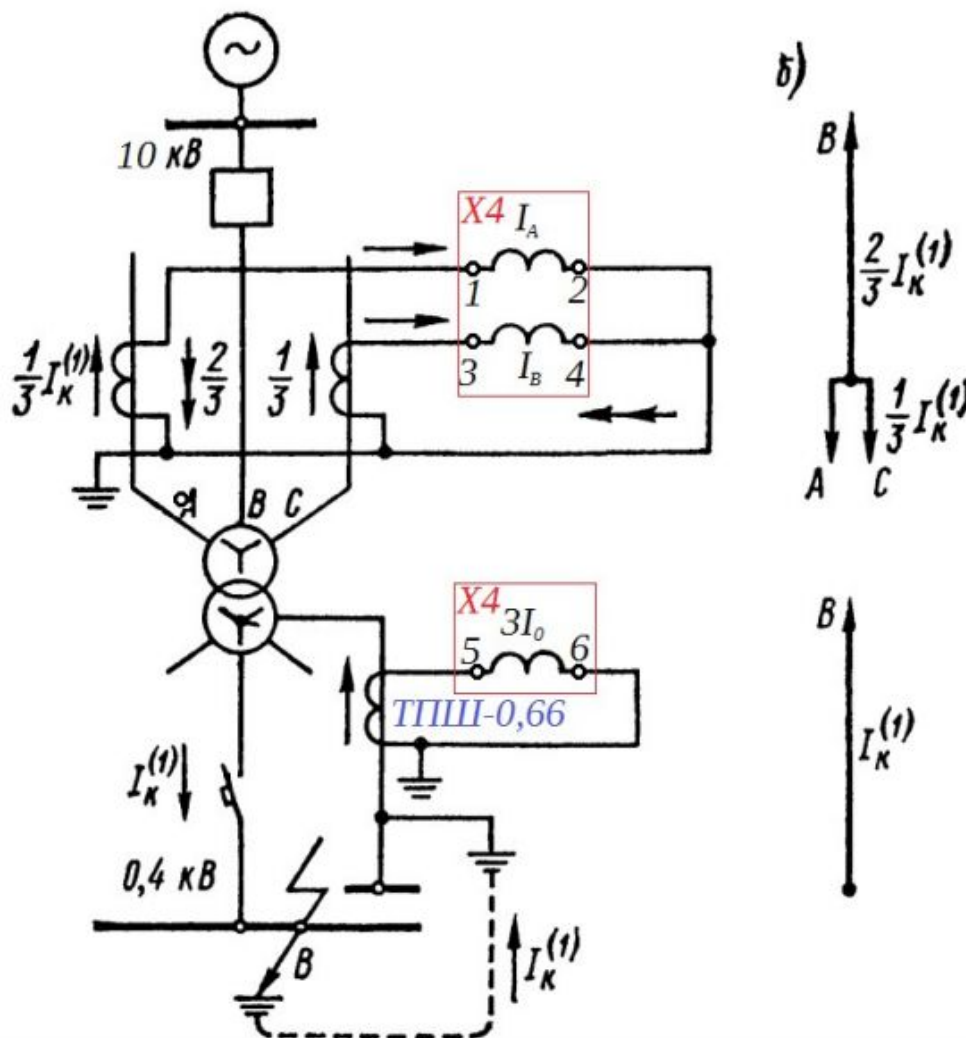 б)
10 кВ
X4
I_A
1
2
3
4
I_B
1/3 I_к^(1)
2/3
1/3
A
B
C
B
2/3 I_к^(1)
1/3 I_к^(1)
A
C
X4
3I_0
5
6
ТПШ-0,66
I_к^(1)
0,4 кВ
B
I_к^(1)
B
I_к^(1)